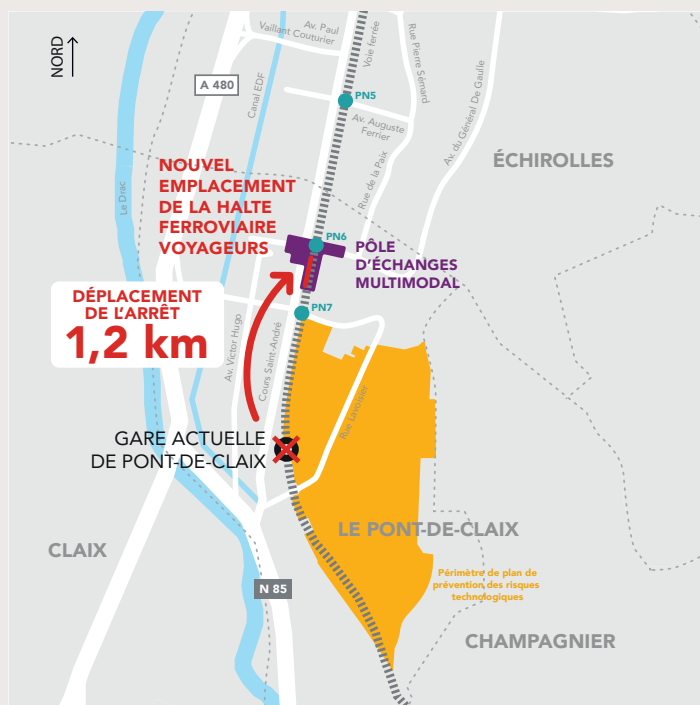 NORD
Av. Paul
Vaillant Couturier
Voie ferrée
Rue Pierre Sémard
A 480
Canal EDF
PN5
Av. Auguste
Ferrier
Av. du Général De Gaulle
Le Drac
NOUVEL
EMPLACEMENT
DE LA HALTE
FERROVIAIRE
VOYAGEURS
Rue de la Paix
ÉCHIROLLES
PN6
PÔLE
D'ÉCHANGES
MULTIMODAL
DÉPLACEMENT
DE L'ARRÊT
1,2 km
PN7
Av. Victor Hugo
Cours Saint-André
Rue Lavoisier
GARE ACTUELLE
DE PONT-DE-CLAIX
LE PONT-DE-CLAIX
CLAIX
N 85
Périmètre de plan de
prévention des risques
technologiques
CHAMPAGNIER